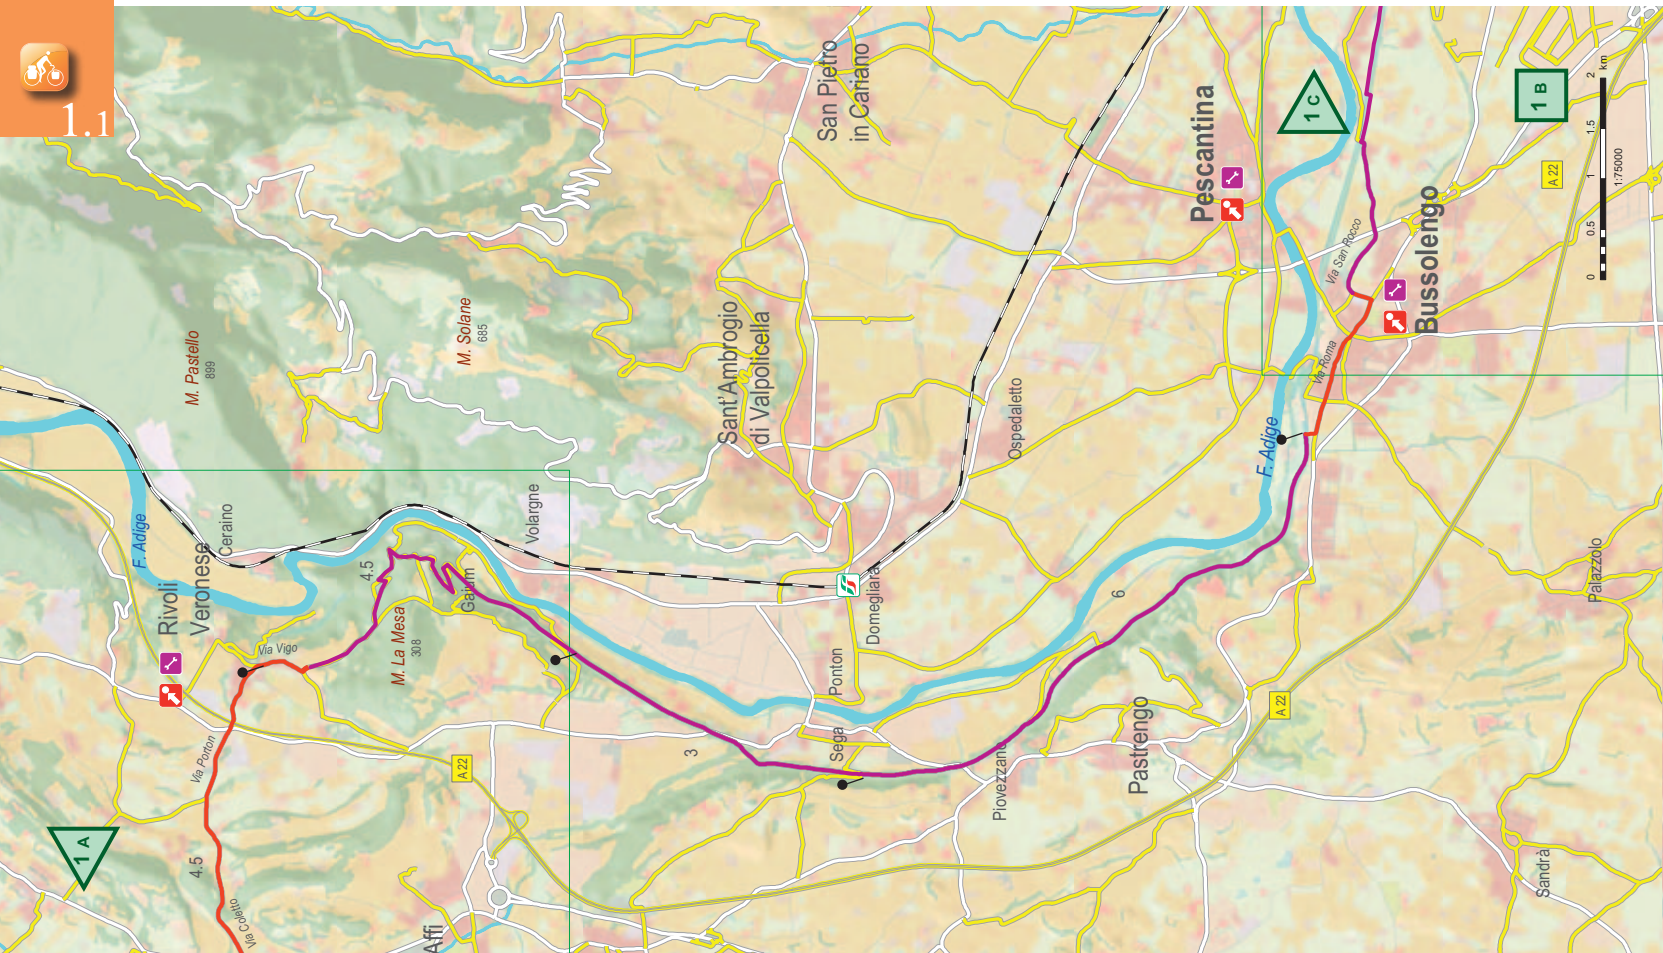 1.1
San Pietro
in Cariano
Pescantina
1 C
1 B
0
0.5
1
1.5
2
km
1:75000
A 22
Bussolengo
Via San Rocco
Via Roma
M. Pastello
899
M. Solane
685
Sant'Ambrogio
di Valpolicella
Ospedaletto
F. Adige
F. Adige
Ceraino
Volargne
Rivoli
Veronese
4.5
Gaium
M. La Mesa
308
Via Vigo
Domegliara
Ponton
6
Palazzolo
Via Porton
A 22
3
Sega
Piovezzano
Pastrengo
A 22
1 A
4.5
Via Coletto
Affi
Sandrà